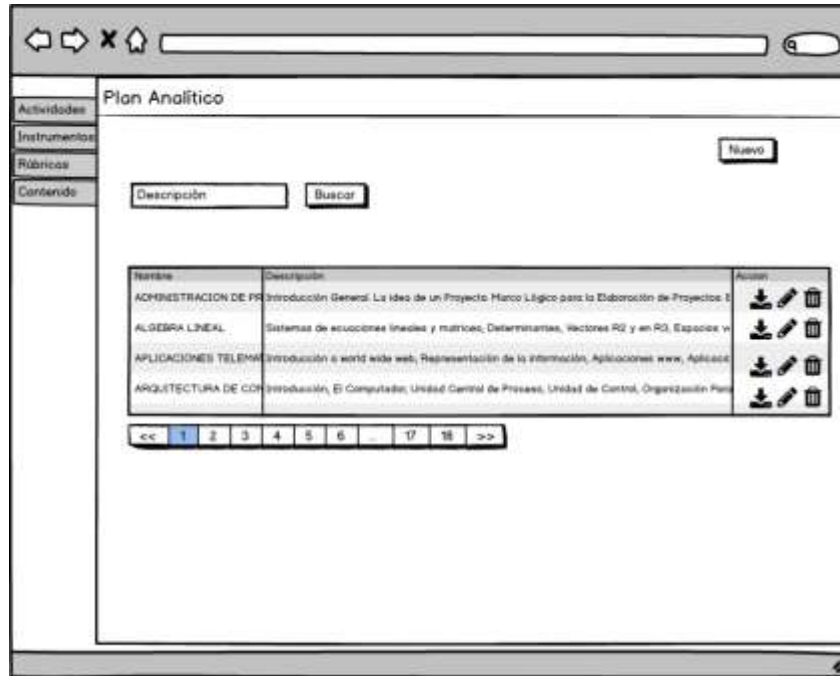 Plan Analítico
Actividades
Instrumentos
Rúbricas
Contenido
Nuevo
Descripción Buscar
Nombre Descripción Accion
ADMINISTRACION DE PR Introducción General. La idea de un Proyecto. Marco Lógico para la Elaboración de Proyectos. E
ALGEBRA LINEAL Sistemas de ecuaciones lineales y matrices, Determinantes, Vectores R2 y en R3, Espacios v
APLICACIONES TELEMA Introducción a world wide web, Representación de la información, Aplicaciones www, Aplicaci
ARQUITECTURA DE COM Introducción, El Computador, Unidad Central de Proceso, Unidad de Control, Organización Para
<< 1 2 3 4 5 6 ... 17 18 >>